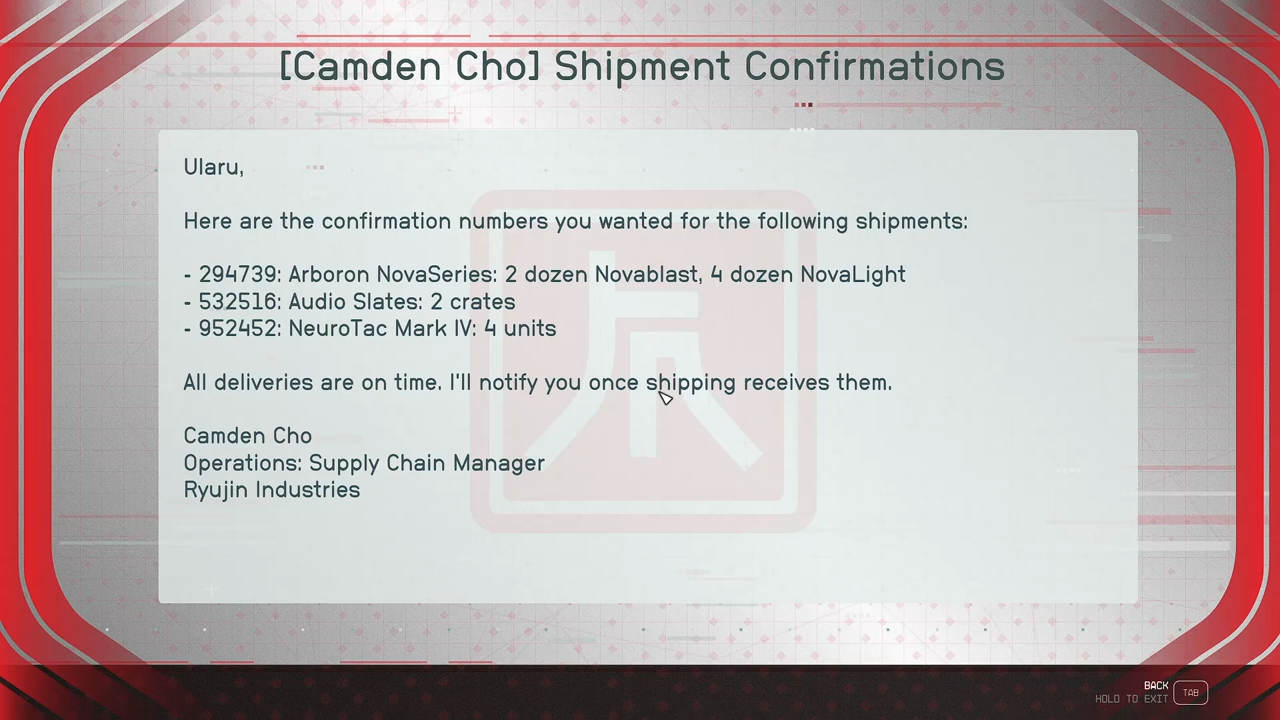 [Camden Cho] Shipment Confirmations
Ularu,
Here are the confirmation numbers you wanted for the following shipments:
- 294739: Arboron NovaSeries: 2 dozen Novablast, 4 dozen NovaLight
- 532516: Audio Slates: 2 crates
- 952452: NeuroTac Mark IV: 4 units
All deliveries are on time. I'll notify you once shipping receives them.
Camden Cho
Operations: Supply Chain Manager
Ryujin Industries
BACK
HOLD TO EXIT TAB